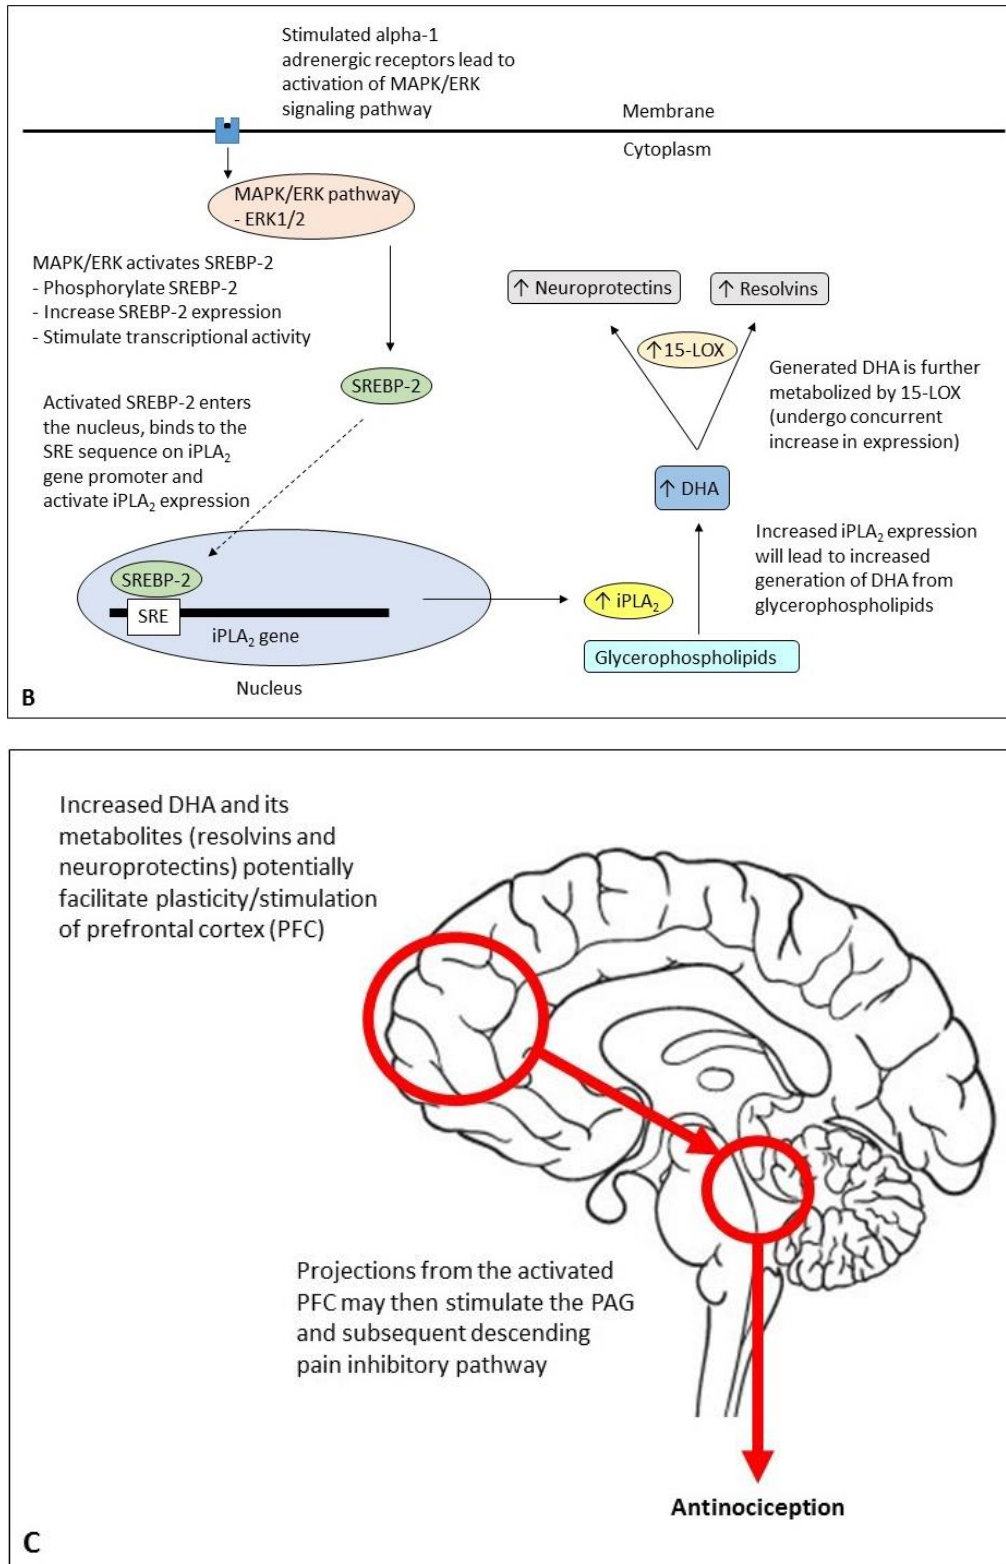 Stimulated alpha-1
adrenergic receptors lead to
activation of MAPK/ERK
signaling pathway
Membrane
Cytoplasm
MAPK/ERK pathway
- ERK1/2
MAPK/ERK activates SREBP-2
- Phosphorylate SREBP-2
- Increase SREBP-2 expression
- Stimulate transcriptional activity
SREBP-2
Activated SREBP-2 enters
the nucleus, binds to the
SRE sequence on iPLA₂
gene promoter and
activate iPLA₂ expression
SREBP-2
SRE
iPLA₂ gene
Nucleus
↑ Neuroprotectins
↑ Resolvins
↑15-LOX
Generated DHA is further
metabolized by 15-LOX
(undergo concurrent
increase in expression)
↑ DHA
Increased iPLA₂ expression
will lead to increased
generation of DHA from
glycerophospholipids
↑ iPLA₂
Glycerophospholipids
B
Increased DHA and its
metabolites (resolvins and
neuroprotectins) potentially
facilitate plasticity/stimulation
of prefrontal cortex (PFC)
Projections from the activated
PFC may then stimulate the PAG
and subsequent descending
pain inhibitory pathway
Antinociception
C